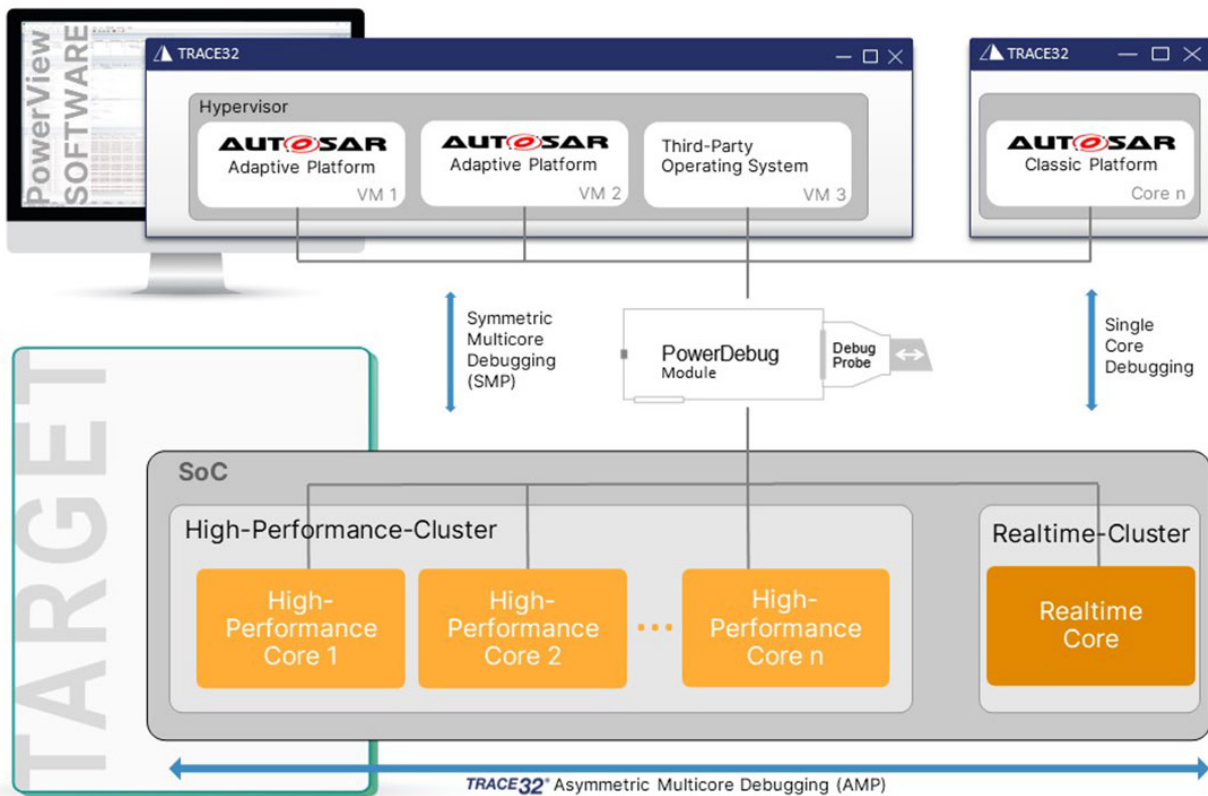 PowerView
SOFTWARE
TRACE32
Hypervisor
AUTOSAR
Adaptive Platform
VM 1
AUTOSAR
Adaptive Platform
VM 2
Third-Party
Operating System
VM 3
TRACE32
AUTOSAR
Classic Platform
Core n
Symmetric
Multicore
Debugging
(SMP)
PowerDebug
Module
Debug
Probe
Single
Core
Debugging
TARGET
SoC
High-Performance-Cluster
High-
Performance
Core 1
High-
Performance
Core 2
...
High-
Performance
Core n
Realtime-Cluster
Realtime
Core
TRACE32® Asymmetric Multicore Debugging (AMP)